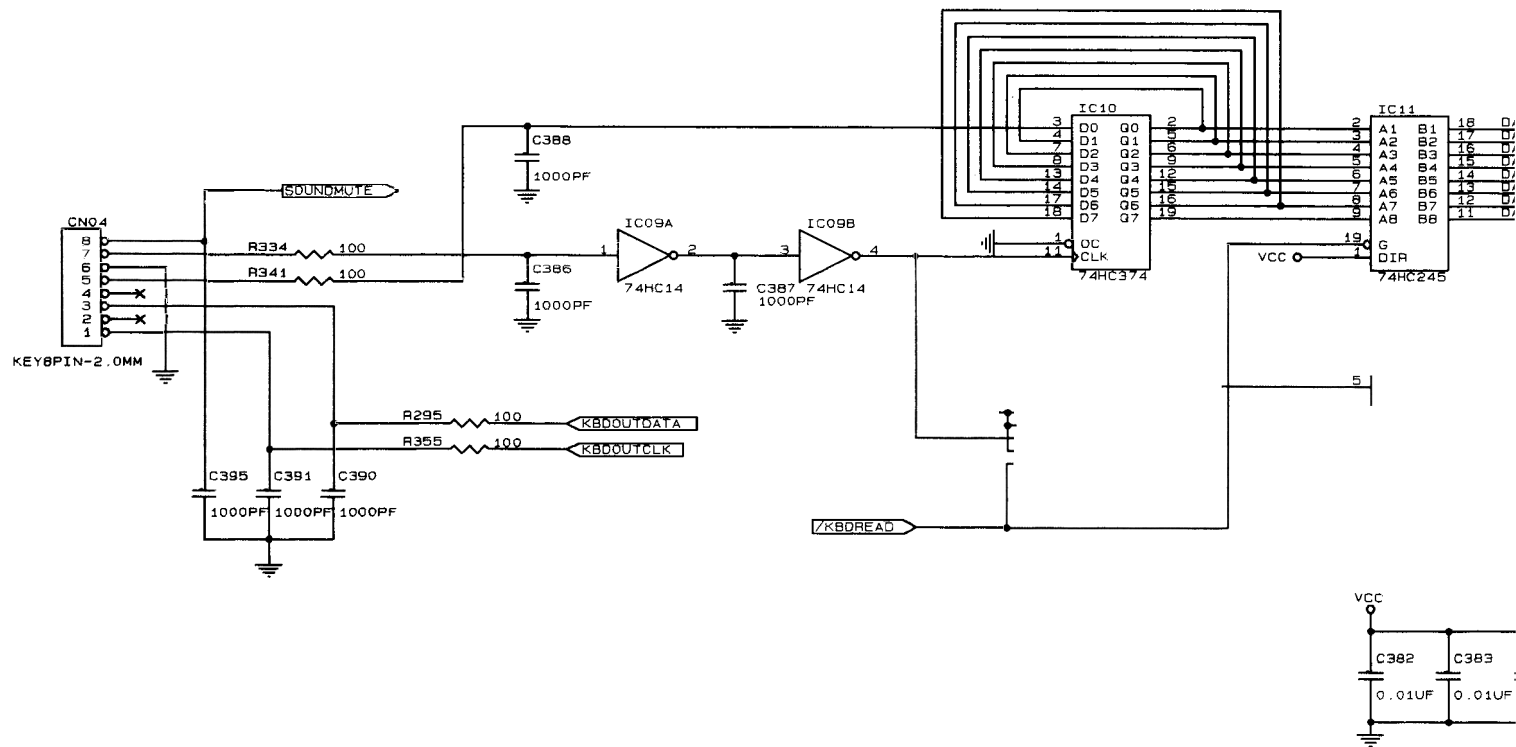 IC10
3 D0 Q0 2
4 D1 Q1 5
7 D2 Q2 6
8 D3 Q3 9
13 D4 Q4 12
14 D5 Q5 15
17 D6 Q6 16
18 D7 Q7 19
1 OC
11 CLK
74HC374
IC11
2 A1 B1 18
3 A2 B2 17
4 A3 B3 16
5 A4 B4 15
6 A5 B5 14
7 A6 B6 13
8 A7 B7 12
9 A8 B8 11
19 G
VCC 1 DIR
74HC245
C388
1000PF
SOUNDMUTE
CN04
8
7
6
5
4
3
2
1
KEY8PIN-2.0MM
R334 100
R341 100
C386
1000PF
IC09A
1 2
74HC14
C387
1000PF
IC09B
3 4
74HC14
5
R295 100 KBDOUTDATA
R355 100 KBDOUTCLK
C395 C391 C390
1000PF 1000PF 1000PF
/KBDREAD
VCC
C382 C383
0.01UF 0.01UF